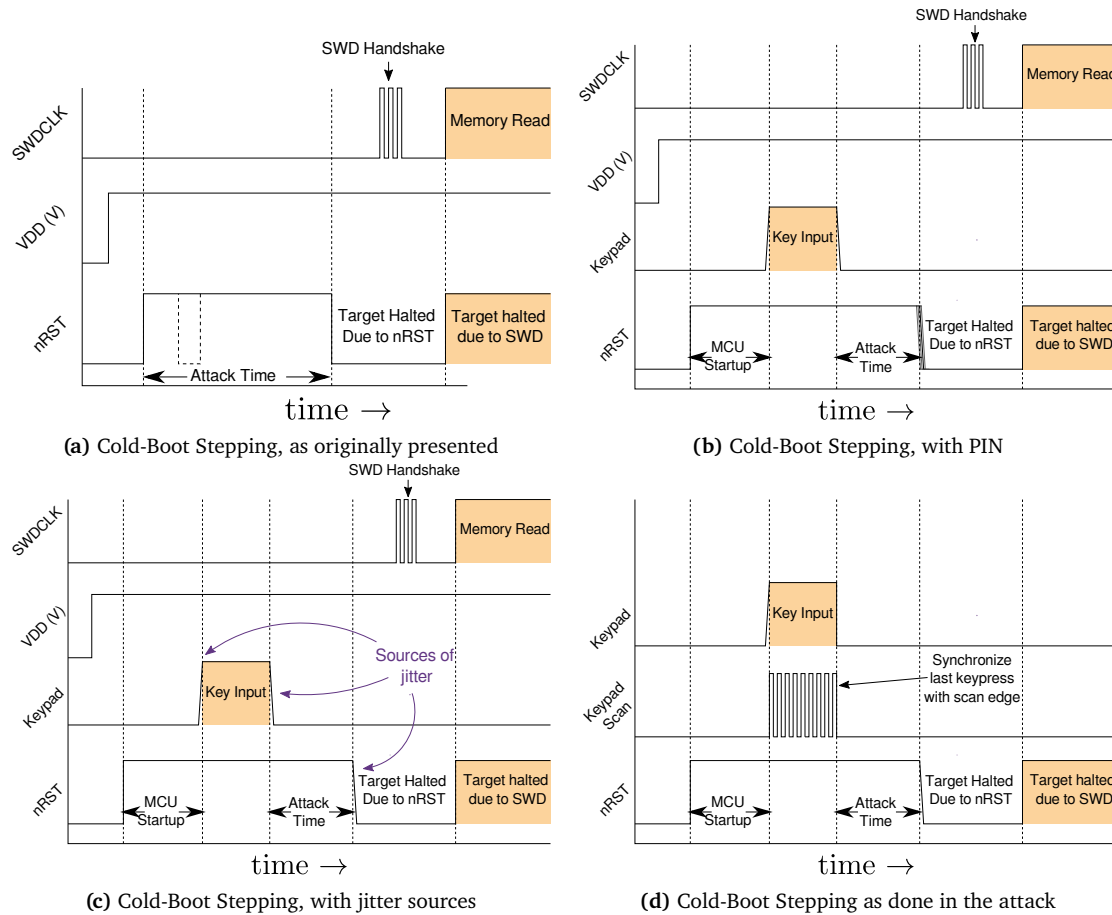 SWD Handshake
SWDCLK
Memory Read
VDD (V)
nRST
Target Halted
Due to nRST
Target halted
due to SWD
Attack Time
time →
(a) Cold-Boot Stepping, as originally presented
SWD Handshake
SWDCLK
Memory Read
VDD (V)
Keypad
Key Input
nRST
MCU
Startup
Attack
Time
Target Halted
Due to nRST
Target halted
due to SWD
time →
(b) Cold-Boot Stepping, with PIN
SWD Handshake
SWDCLK
Memory Read
VDD (V)
Sources of
jitter
Keypad
Key Input
nRST
MCU
Startup
Attack
Time
Target Halted
Due to nRST
Target halted
due to SWD
time →
(c) Cold-Boot Stepping, with jitter sources
Keypad
Key Input
Keypad
Scan
Synchronize
last keypress
with scan edge
nRST
MCU
Startup
Attack
Time
Target Halted
Due to nRST
Target halted
due to SWD
time →
(d) Cold-Boot Stepping as done in the attack